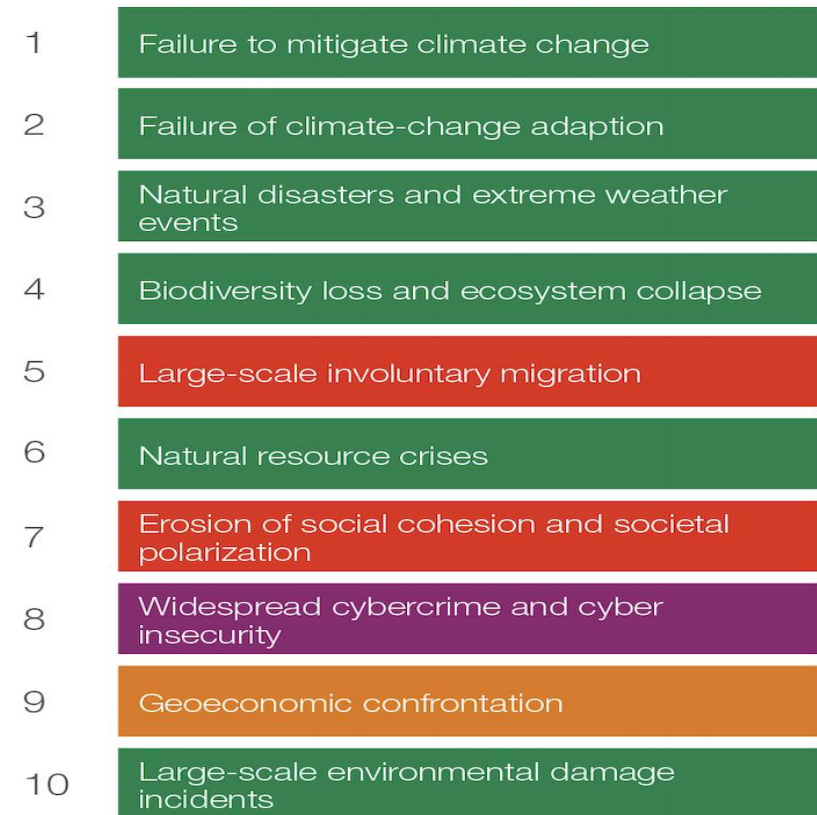 1
Failure to mitigate climate change
2
Failure of climate-change adaption
3
Natural disasters and extreme weather
events
4
Biodiversity loss and ecosystem collapse
5
Large-scale involuntary migration
6
Natural resource crises
7
Erosion of social cohesion and societal
polarization
8
Widespread cybercrime and cyber
insecurity
9
Geoeconomic confrontation
10
Large-scale environmental damage
incidents